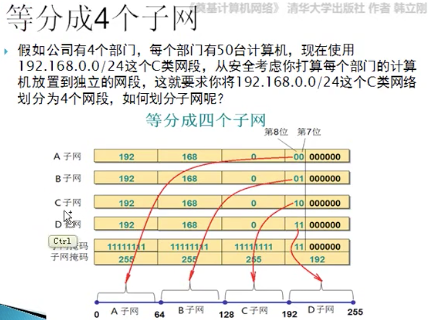 《奠基计算机网络》 清华大学出版社 作者 韩立刚
等分成4个子网
假如公司有4个部门，每个部门有50台计算机，现在使用
192.168.0.0/24这个C类网络，从安全考虑你打算每个部门的计算
机放置到独立的网段，这就要求你将192.168.0.0/24这个C类网络
划分为4个网段，如何划分子网呢？
等分成四个子网
第8位 第7位
A 子网 192 168 0 00 000000
B 子网 192 168 0 01 000000
C 子网 192 168 0 10 000000
D 子网 192 168 0 11 000000
Ctrl
子网掩码 11111111 11111111 11111111 11 000000
子网掩码 255 255 255 192
A 子网 B 子网 C 子网 D 子网
0 64 128 192 255